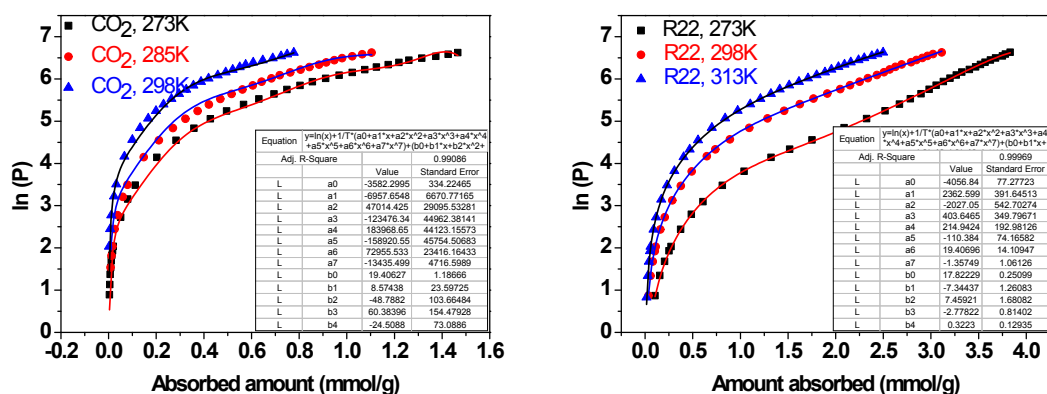 CO2, 273K
CO2, 285K
CO2, 298K
ln (P)
7
6
5
4
3
2
1
0
-0.2 0.0 0.2 0.4 0.6 0.8 1.0 1.2 1.4 1.6
Absorbed amount (mmol/g)
Equation y=ln(x)+1/T*(a0+a1*x+a2*x^2+a3*x^3+a4*x^4
+a5*x^5+a6*x^6+a7*x^7)+(b0+b1*x+b2*x^2+
Adj. R-Square 0.99086
Value Standard Error
L a0 -3582.2995 334.22465
L a1 -6957.6548 6670.77165
L a2 47014.425 29095.53281
L a3 -123476.34 44962.38141
L a4 183968.65 44123.15573
L a5 -158920.55 45754.50683
L a6 72955.533 23416.16433
L a7 -13435.499 4716.5989
L b0 19.40627 1.18666
L b1 8.57438 23.59725
L b2 -48.7882 103.66484
L b3 60.38396 154.47928
L b4 -24.5088 73.0886
R22, 273K
R22, 298K
R22, 313K
ln (P)
7
6
5
4
3
2
1
0
0.0 0.5 1.0 1.5 2.0 2.5 3.0 3.5 4.0
Amount absorbed (mmol/g)
Equation y=ln(x)+1/T*(a0+a1*x+a2*x^2+a3*x^3+a4
*x^4+a5*x^5+a6*x^6+a7*x^7)+(b0+b1*x+
Adj. R-Square 0.99969
Value Standard Error
L a0 -4056.84 77.27723
L a1 2362.599 391.64513
L a2 -2027.05 542.70274
L a3 403.6465 349.79671
L a4 214.9424 192.98126
L a5 -110.384 74.16582
L a6 19.40696 14.10947
L a7 -1.35749 1.06126
L b0 17.82229 0.25099
L b1 -7.34437 1.26083
L b2 7.45921 1.68082
L b3 -2.77822 0.81402
L b4 0.3223 0.12935